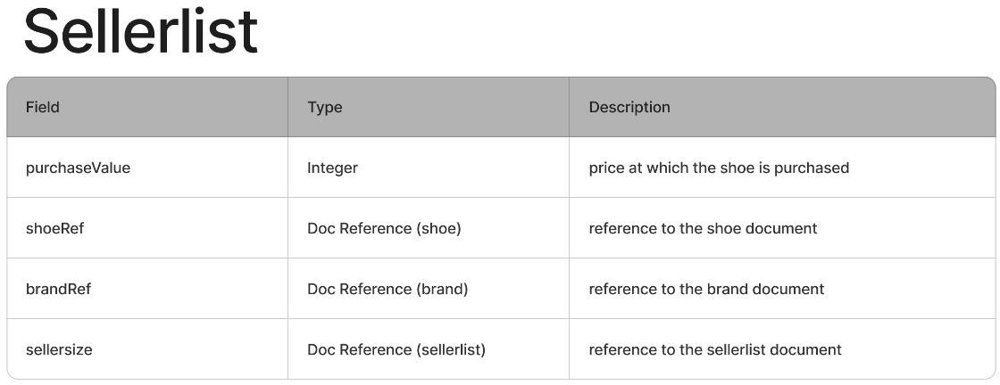 Sellerlist
Field Type Description
purchaseValue Integer price at which the shoe is purchased
shoeRef Doc Reference (shoe) reference to the shoe document
brandRef Doc Reference (brand) reference to the brand document
sellersize Doc Reference (sellerlist) reference to the sellerlist document